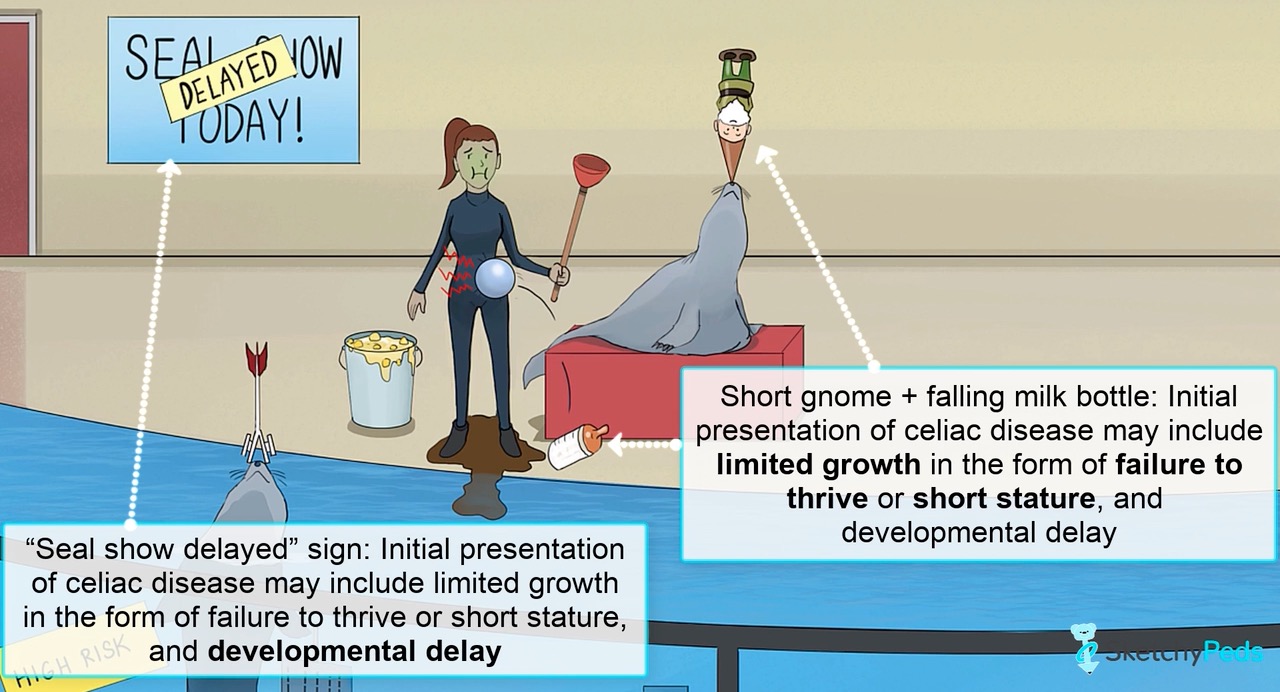 SEAL SHOW
DELAYED
TODAY!
Short gnome + falling milk bottle: Initial
presentation of celiac disease may include
limited growth in the form of failure to
thrive or short stature, and
developmental delay
“Seal show delayed” sign: Initial presentation
of celiac disease may include limited growth
in the form of failure to thrive or short stature,
and developmental delay
HIGH RISK
SketchyPeds